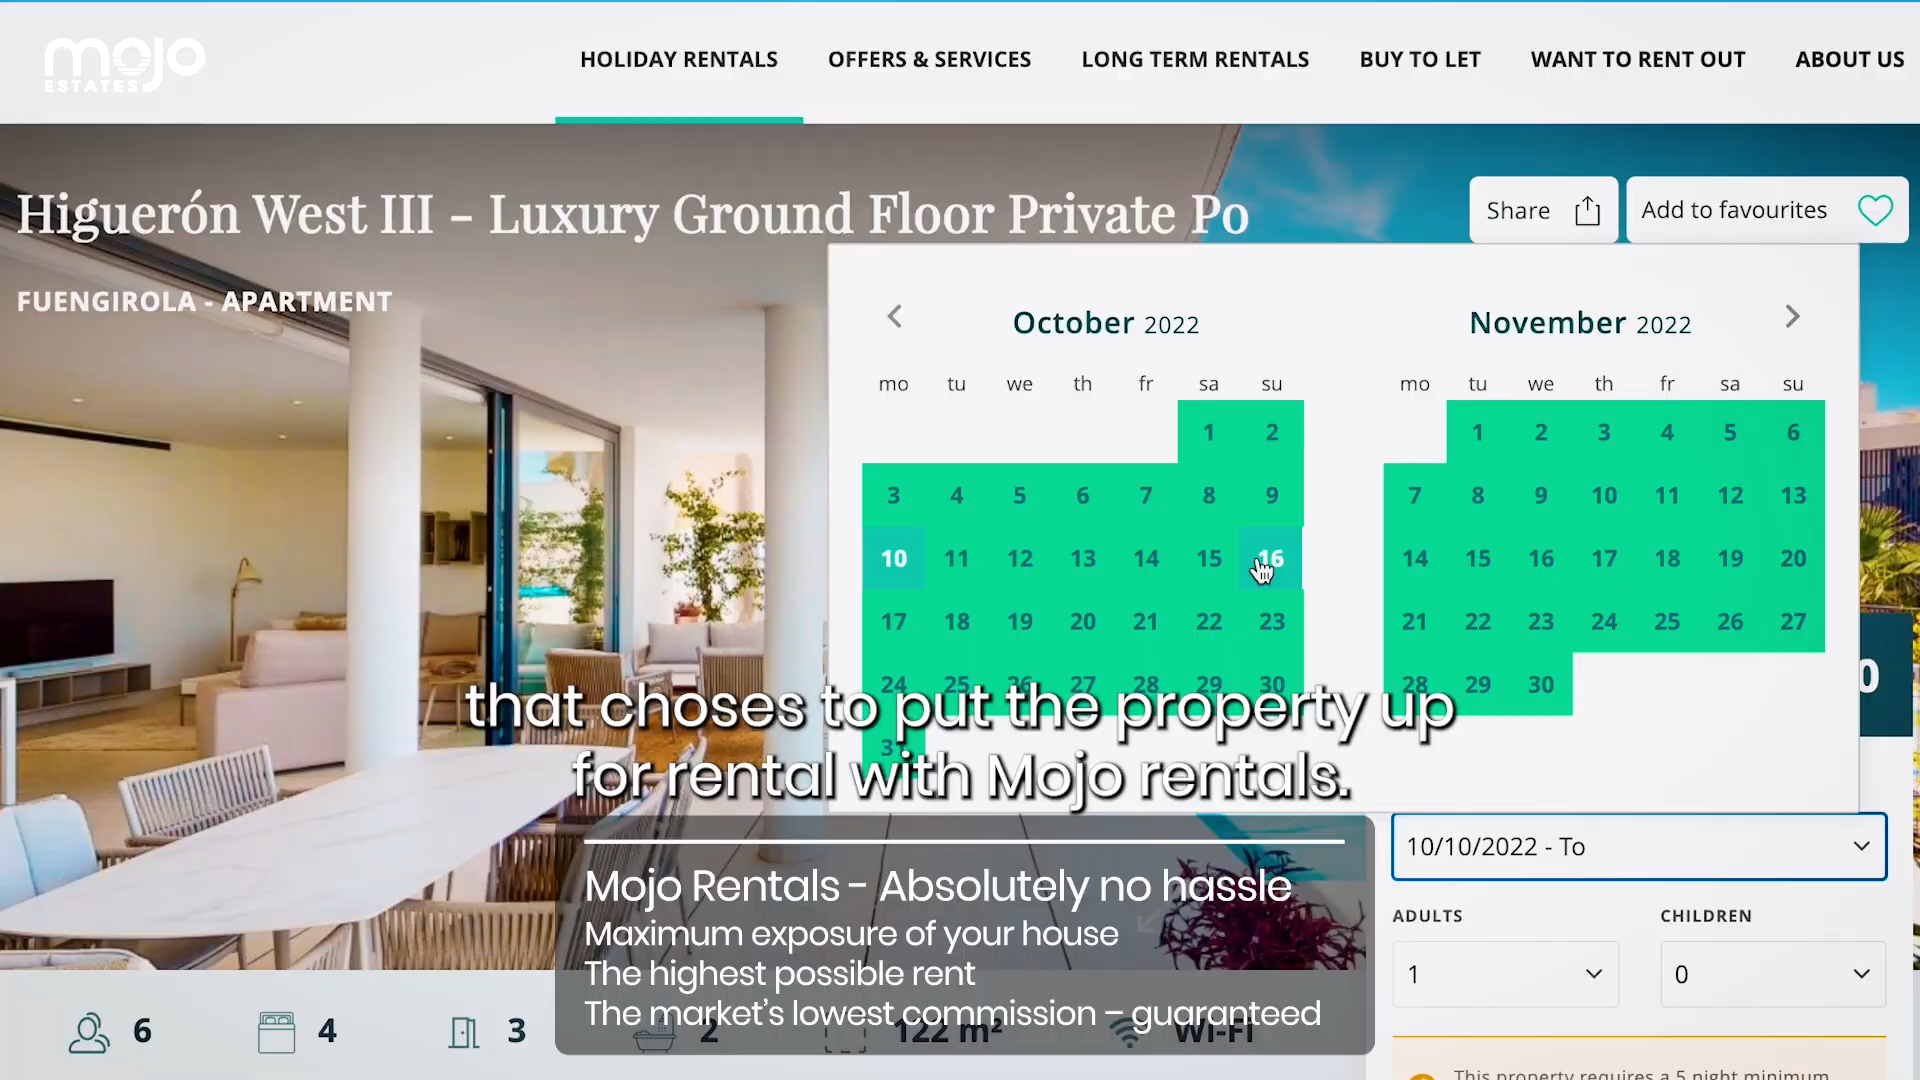 mojo
ESTATES
HOLIDAY RENTALS
OFFERS & SERVICES
LONG TERM RENTALS
BUY TO LET
WANT TO RENT OUT
ABOUT US
Higuerón West III - Luxury Ground Floor Private Po
Share
Add to favourites
FUENGIROLA - APARTMENT
October 2022
mo tu we th fr sa su
1 2
3 4 5 6 7 8 9
10 11 12 13 14 15 16
17 18 19 20 21 22 23
24 25 26 27 28 29 30
31
November 2022
mo tu we th fr sa su
1 2 3 4 5 6
7 8 9 10 11 12 13
14 15 16 17 18 19 20
21 22 23 24 25 26 27
28 29 30
0
that choses to put the property up
for rental with Mojo rentals.
10/10/2022 - To
ADULTS
CHILDREN
1
0
Mojo Rentals - Absolutely no hassle
Maximum exposure of your house
The highest possible rent
The market's lowest commission – guaranteed
6
4
3
2
122 m²
Wi-Fi
This property requires a 5 night minimum